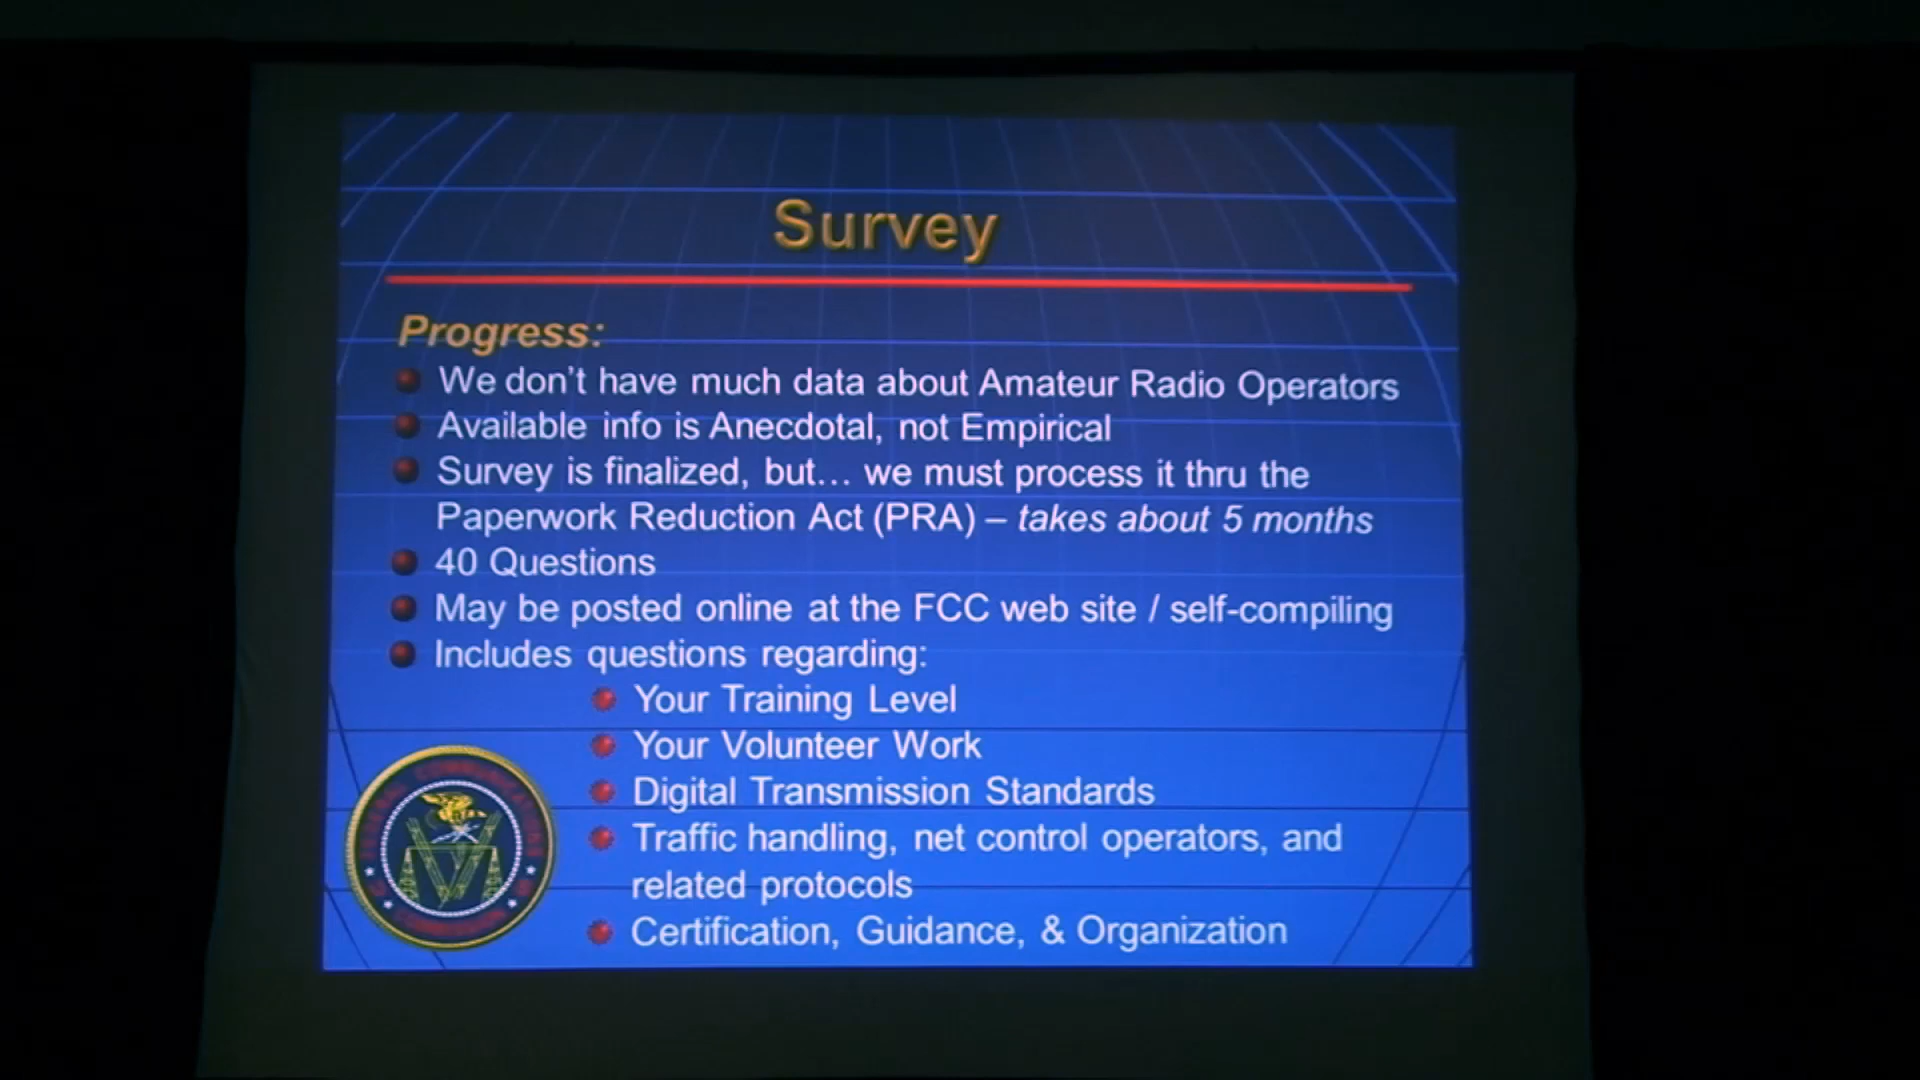 Survey
Progress:
We don't have much data about Amateur Radio Operators
Available info is Anecdotal, not Empirical
Survey is finalized, but... we must process it thru the
Paperwork Reduction Act (PRA) – takes about 5 months
40 Questions
May be posted online at the FCC web site / self-compiling
Includes questions regarding:
Your Training Level
Your Volunteer Work
Digital Transmission Standards
Traffic handling, net control operators, and
related protocols
Certification, Guidance, & Organization